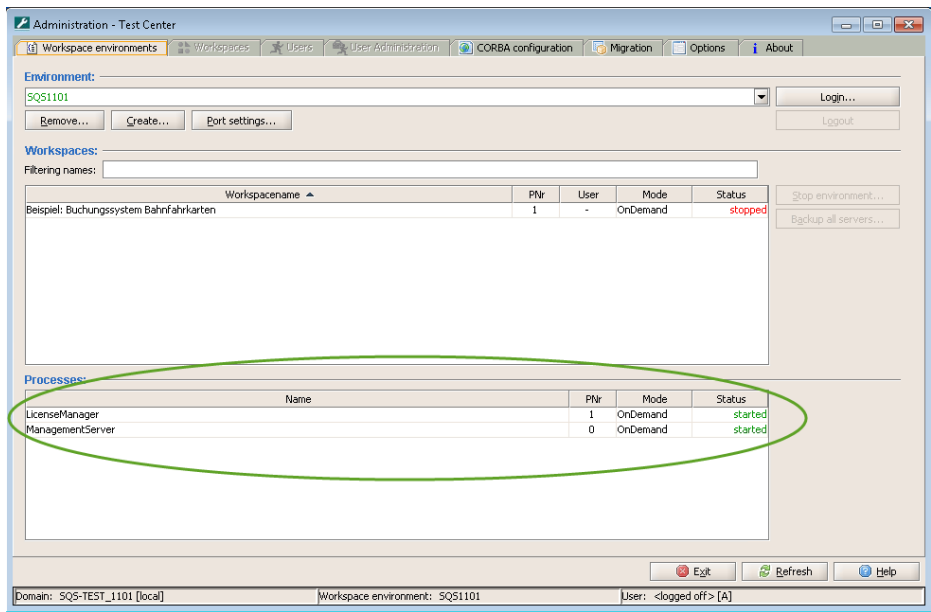 Administration - Test Center
Workspace environments Workspaces Users User Administration CORBA configuration Migration Options About
Environment:
SQS1101 Login...
Remove... Create... Port settings... Logout
Workspaces:
Filtering names:
Workspacename PNr User Mode Status Stop environment...
Beispiel: Buchungssystem Bahnfahrkarten 1 - OnDemand stopped
Backup all servers...
Processes:
Name PNr Mode Status
LicenseManager 1 OnDemand started
ManagementServer 0 OnDemand started
Exit Refresh Help
Domain: SQS-TEST_1101 [local] Workspace environment: SQS1101 User: <logged off> [A]